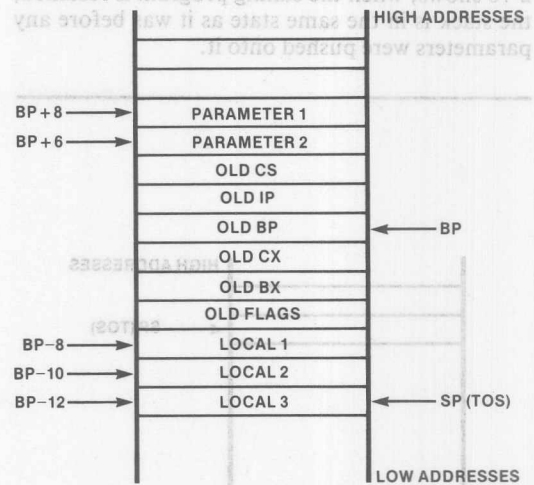 HIGH ADDRESSES
BP+8 PARAMETER 1
BP+6 PARAMETER 2
OLD CS
OLD IP
OLD BP BP
OLD CX
OLD BX
OLD FLAGS
BP−8 LOCAL 1
BP−10 LOCAL 2
BP−12 LOCAL 3 SP (TOS)
LOW ADDRESSES